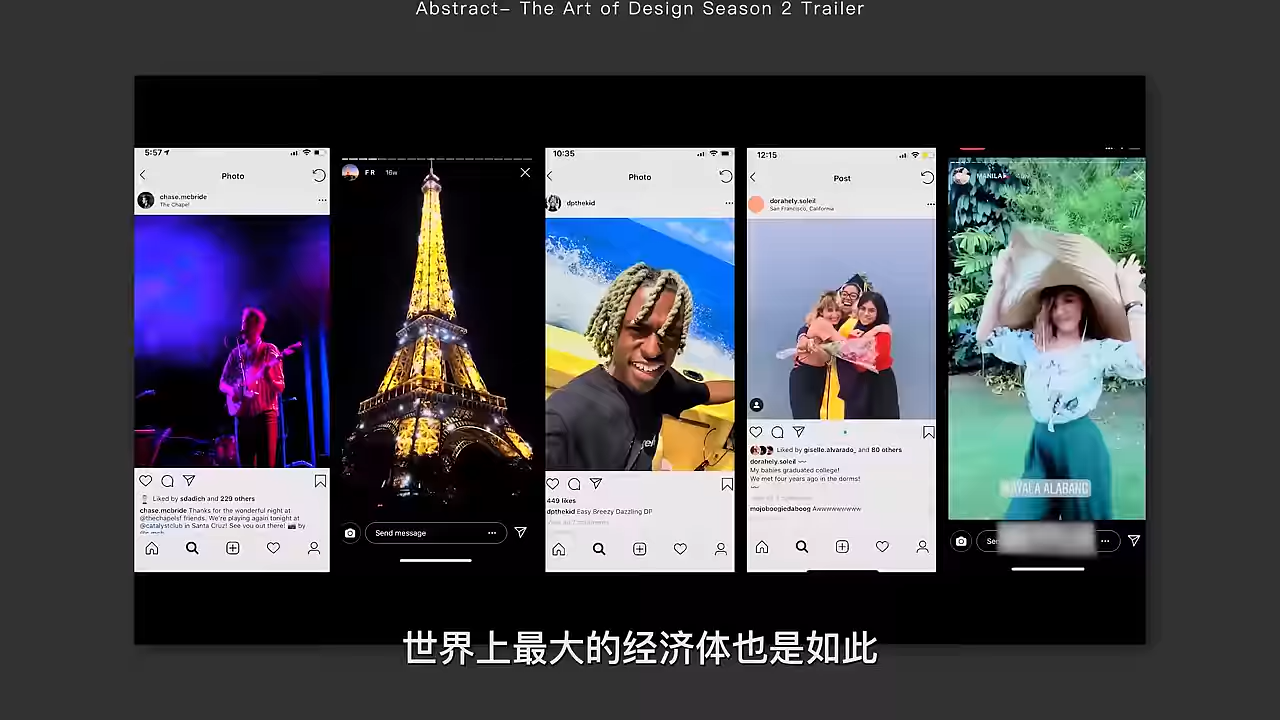 Abstract– The Art of Design Season 2 Trailer
5:57
Photo
chase.mcbride
The Chapel
Liked by sdadich and 229 others
chase.mcbride Thanks for the wonderful night at
@thechapels! friends. We're playing again tonight at
@catalystclub in Santa Cruz! See you out there! 📷 by
F R 16w
Send message
10:35
Photo
dpthekid
449 likes
dpthekid Easy Breezy Dazzling DP
12:15
Post
dorahely.soleil
San Francisco, California
Liked by giselle.alvarado_ and 80 others
dorahely.soleil 〰️
My babies graduated college!
We met four years ago in the dorms!
〰️
mojoboogiedaboog Awwwwwwwww
MANILA
AYALA ALABANG
世界上最大的经济体也是如此